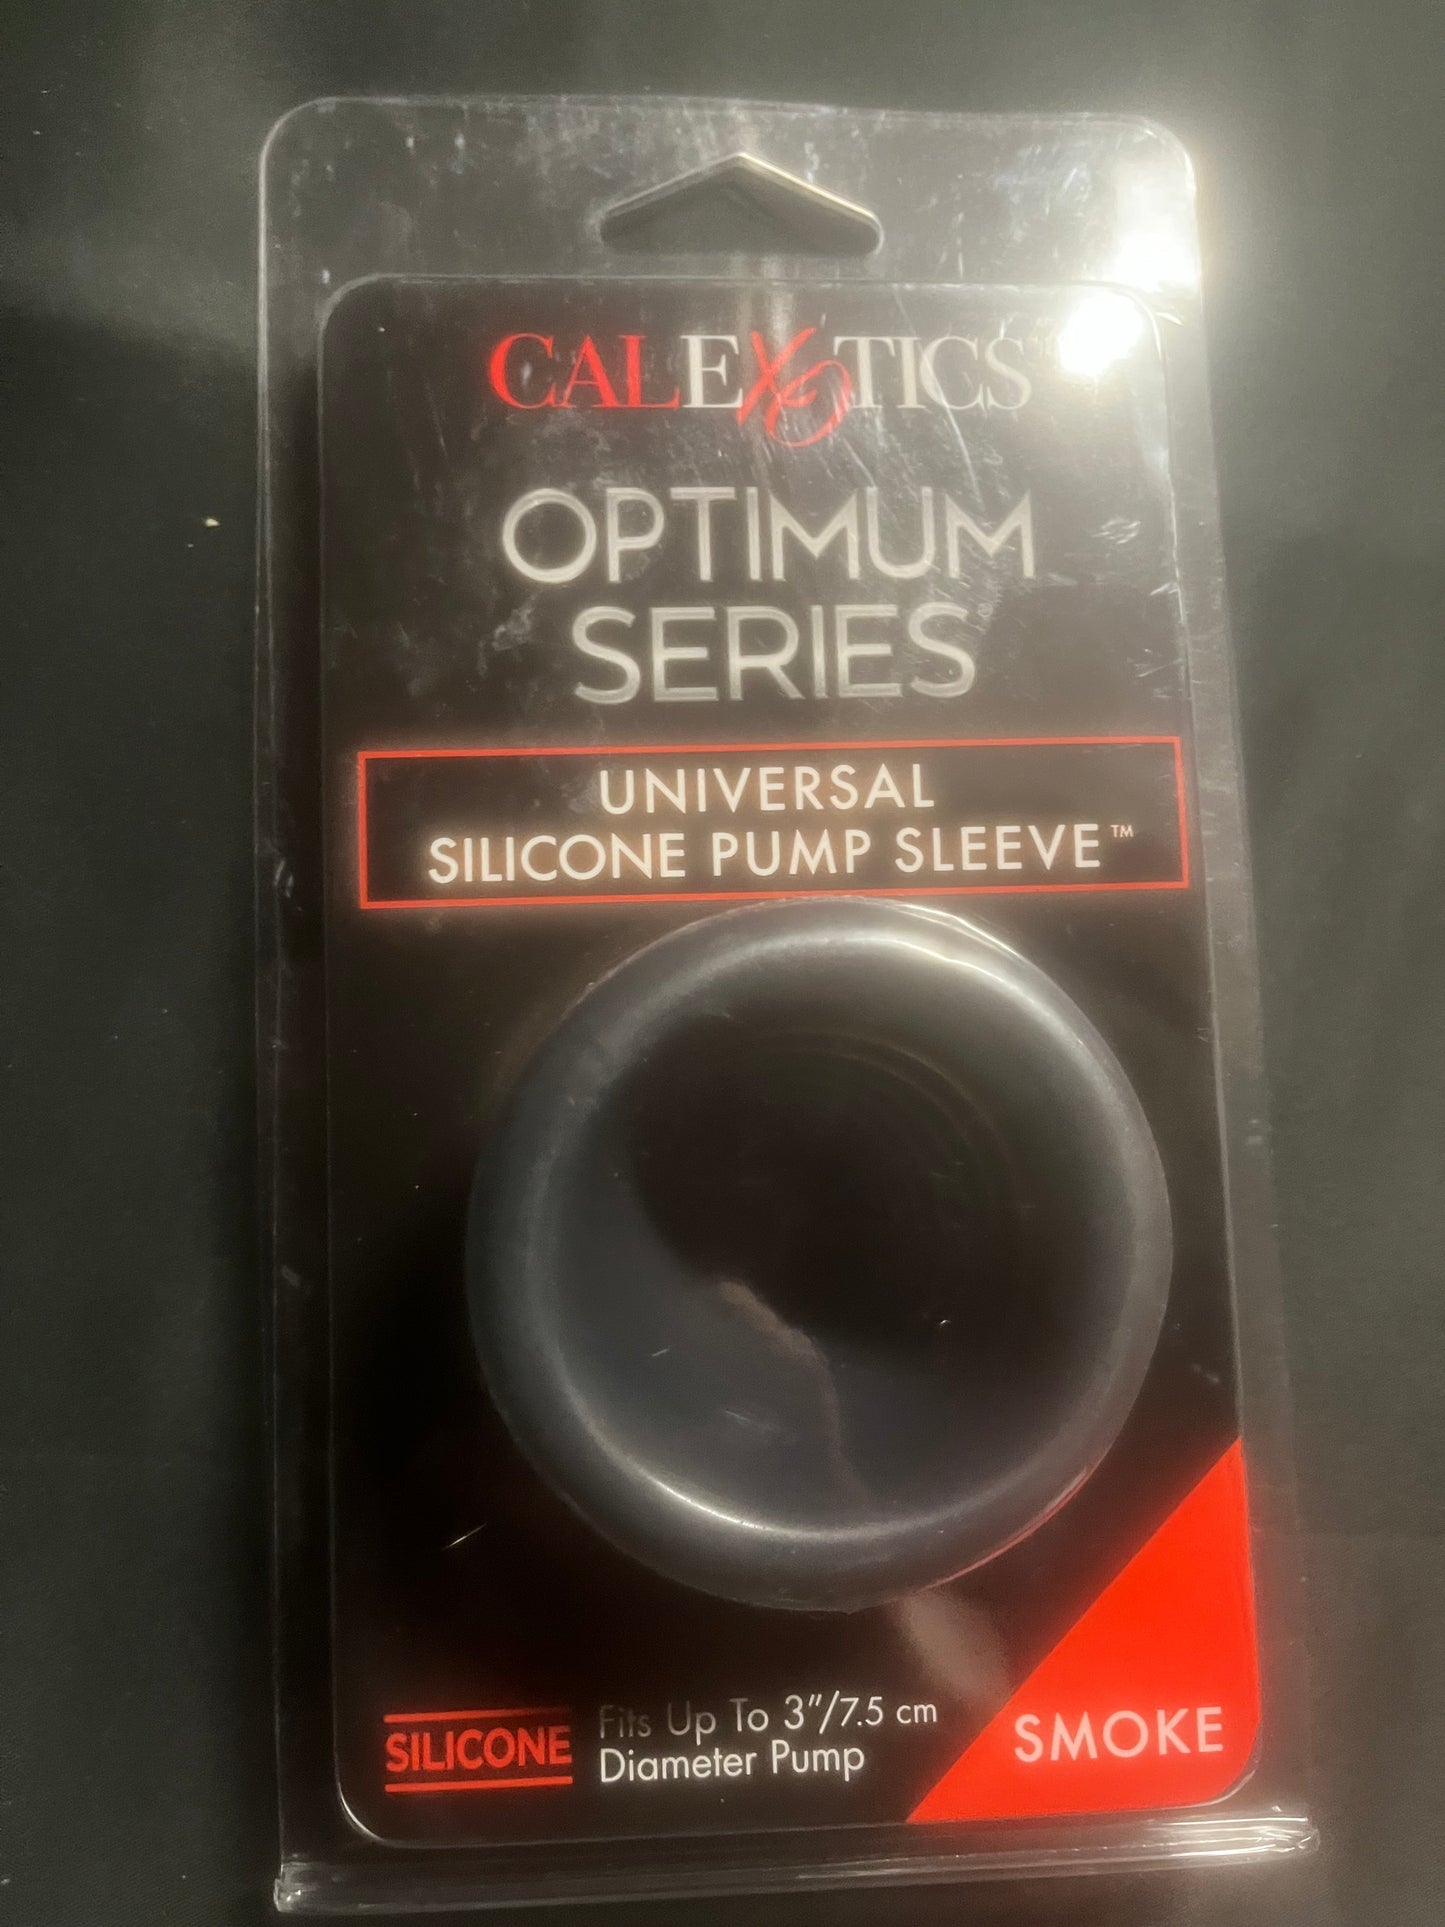 CALEXOTICS
OPTIMUM
SERIES®
UNIVERSAL
SILICONE PUMP SLEEVE™
SILICONE
Fits Up To 3"/7.5 cm
Diameter Pump
SMOKE